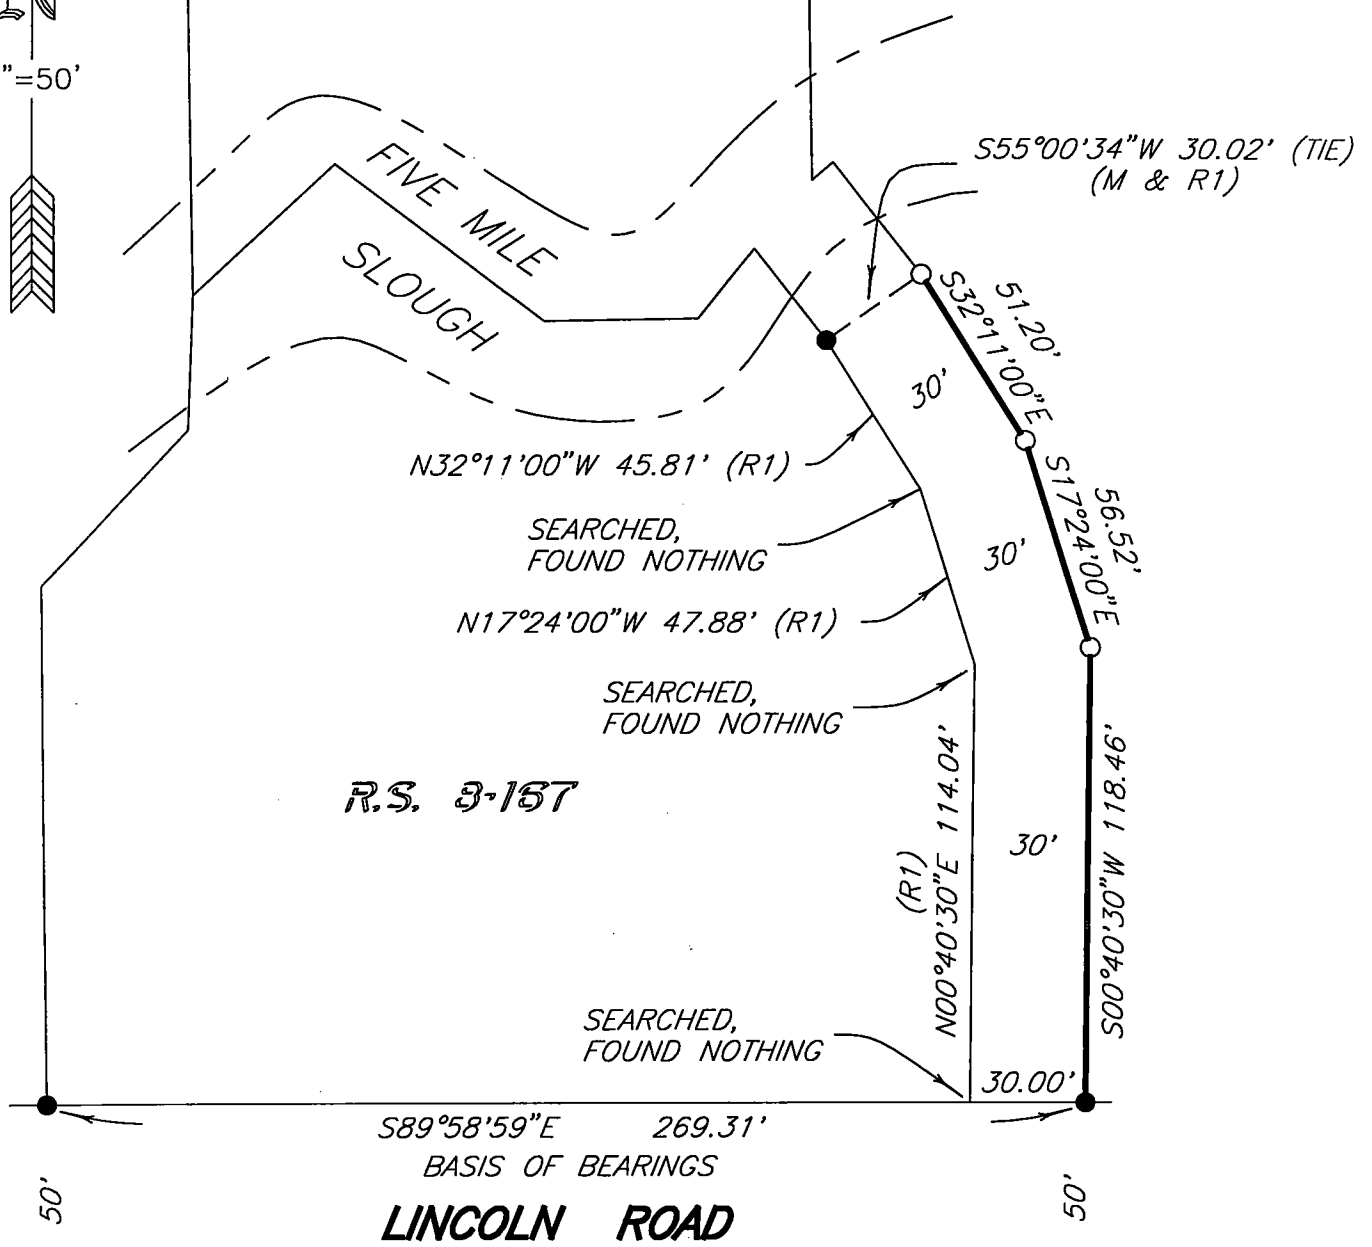 "=50'
S55°00'34"W 30.02' (TIE)
(M & R1)
FIVE MILE
SLOUGH
51.20'
S32°11'00"E
30'
N32°11'00"W 45.81' (R1)
SEARCHED,
FOUND NOTHING
56.52'
S17°24'00"E
30'
N17°24'00"W 47.88' (R1)
SEARCHED,
FOUND NOTHING
R.S. 8-157
(R1)
N00°40'30"E 114.04'
30'
S00°40'30"W 118.46'
SEARCHED,
FOUND NOTHING
30.00'
S89°58'59"E 269.31'
BASIS OF BEARINGS
50'
50'
LINCOLN ROAD